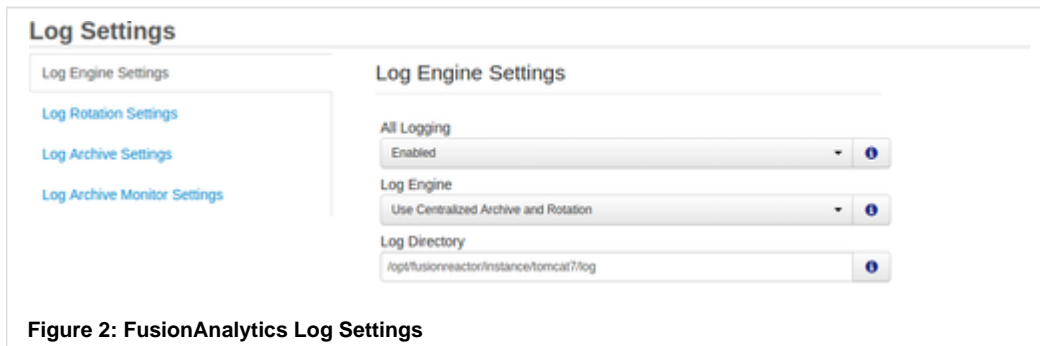 Log Settings
Log Engine Settings
Log Rotation Settings
Log Archive Settings
Log Archive Monitor Settings
Log Engine Settings
All Logging
Enabled
Log Engine
Use Centralized Archive and Rotation
Log Directory
/opt/fusionreactor/instance/tomcat7/log
Figure 2: FusionAnalytics Log Settings